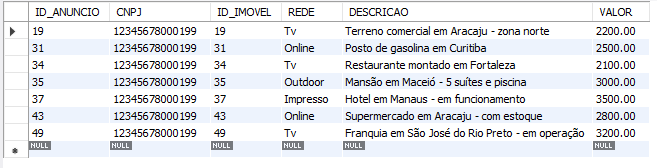 ID_ANUNCIO CNPJ ID_IMOVEL REDE DESCRICAO VALOR
19 12345678000199 19 Tv Terreno comercial em Aracaju - zona norte 2200.00
31 12345678000199 31 Online Posto de gasolina em Curitiba 2500.00
34 12345678000199 34 Tv Restaurante montado em Fortaleza 2100.00
35 12345678000199 35 Outdoor Mansão em Maceió - 5 suítes e piscina 3000.00
37 12345678000199 37 Impresso Hotel em Manaus - em funcionamento 3500.00
43 12345678000199 43 Online Supermercado em Aracaju - com estoque 2800.00
49 12345678000199 49 Tv Franquia em São José do Rio Preto - em operação 3200.00
NULL NULL NULL NULL NULL NULL